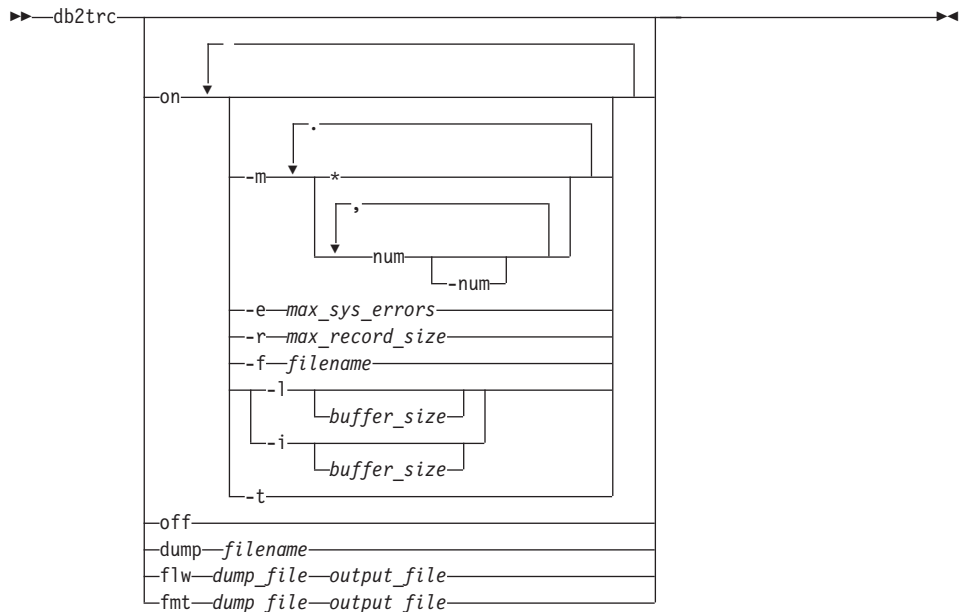 db2trc
on
.
-m *
,
num
-num
-e max_sys_errors
-r max_record_size
-f filename
-l
buffer_size
-i
buffer_size
-t
off
dump filename
flw dump_file output_file
fmt dump_file output_file